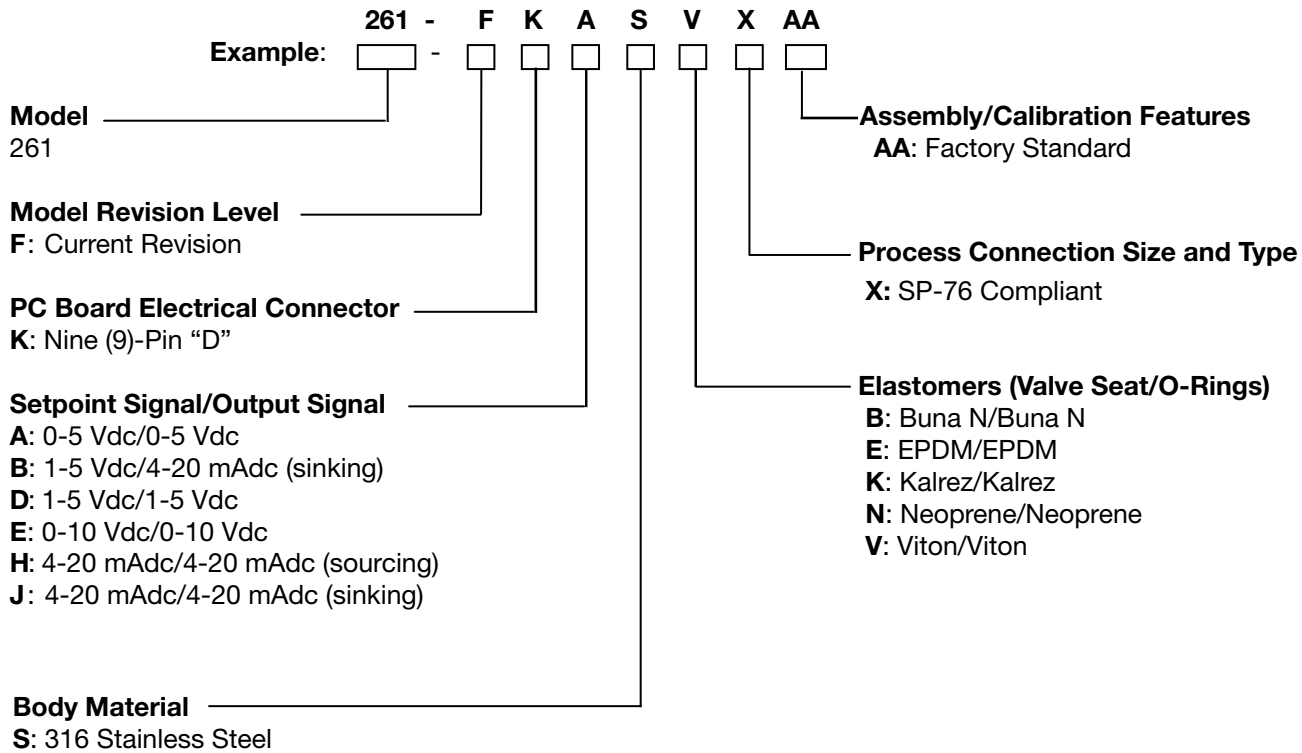 261 - F K A S V X AA
Example: -
Model
261
Model Revision Level
F: Current Revision
PC Board Electrical Connector
K: Nine (9)-Pin “D”
Setpoint Signal/Output Signal
A: 0-5 Vdc/0-5 Vdc
B: 1-5 Vdc/4-20 mAdc (sinking)
D: 1-5 Vdc/1-5 Vdc
E: 0-10 Vdc/0-10 Vdc
H: 4-20 mAdc/4-20 mAdc (sourcing)
J: 4-20 mAdc/4-20 mAdc (sinking)
Body Material
S: 316 Stainless Steel
Assembly/Calibration Features
AA: Factory Standard
Process Connection Size and Type
X: SP-76 Compliant
Elastomers (Valve Seat/O-Rings)
B: Buna N/Buna N
E: EPDM/EPDM
K: Kalrez/Kalrez
N: Neoprene/Neoprene
V: Viton/Viton